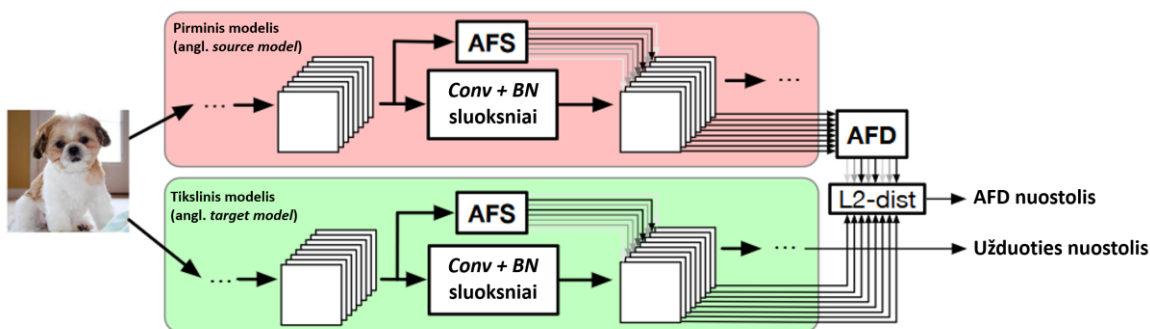 Pirminis modelis
(angl. source model)
AFS
Conv + BN
sluoksniai
...
...
AFD
L2-dist
AFD nuostolis
Tikslinis modelis
(angl. target model)
AFS
Conv + BN
sluoksniai
...
...
Užduoties nuostolis